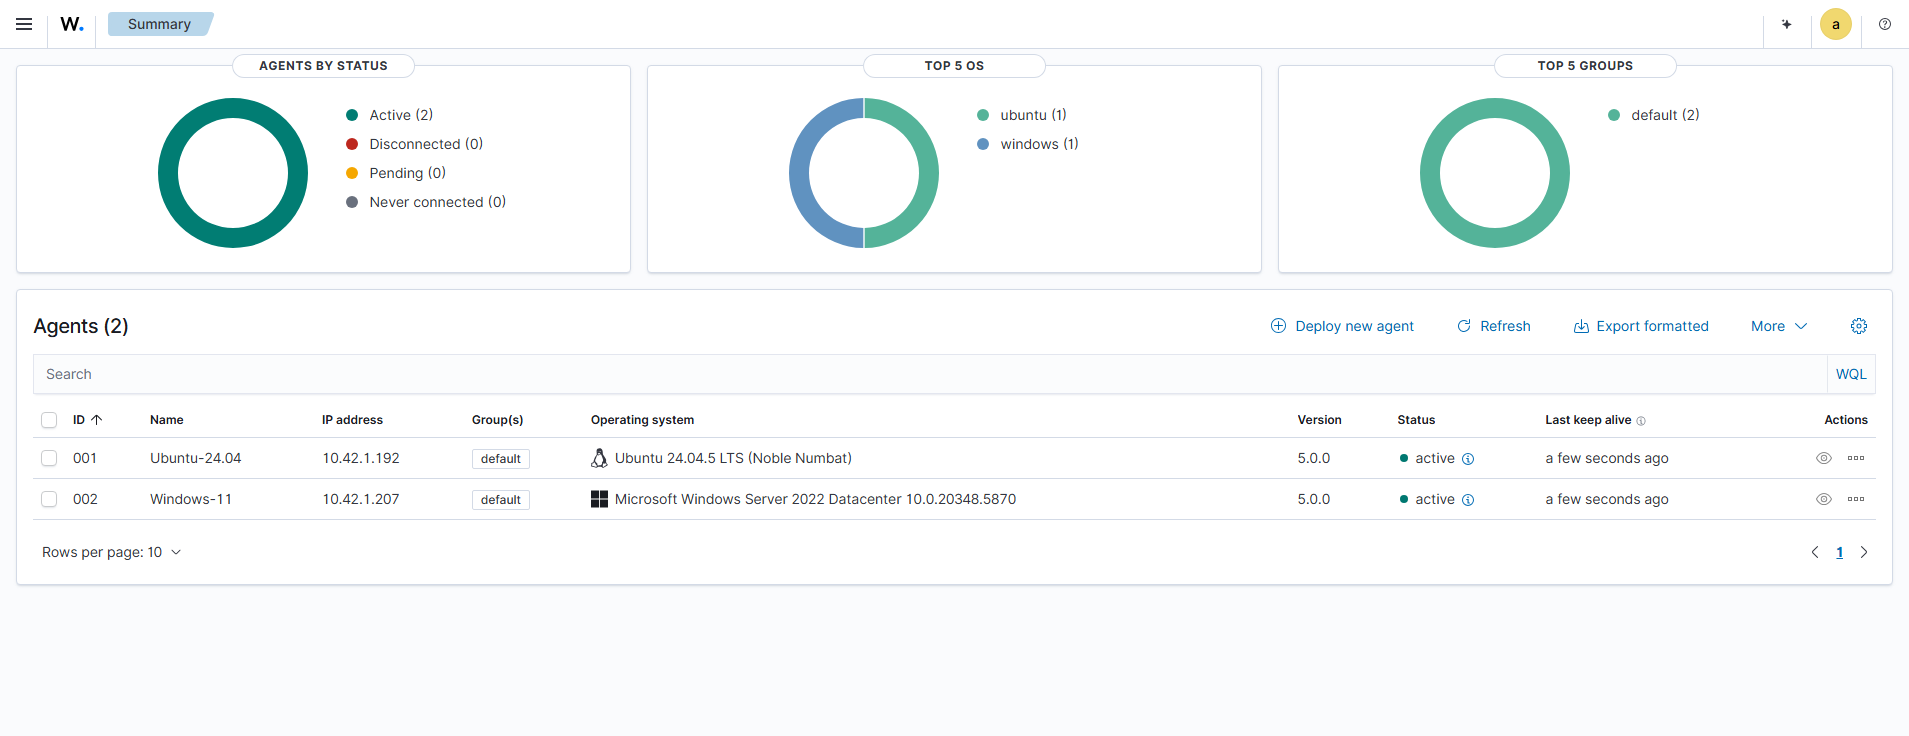 W. Summary a
AGENTS BY STATUS
Active (2)
Disconnected (0)
Pending (0)
Never connected (0)
TOP 5 OS
ubuntu (1)
windows (1)
TOP 5 GROUPS
default (2)
Agents (2) Deploy new agent Refresh Export formatted More
Search WQL
ID Name IP address Group(s) Operating system Version Status Last keep alive Actions
001 Ubuntu-24.04 10.42.1.192 default Ubuntu 24.04.5 LTS (Noble Numbat) 5.0.0 active a few seconds ago
002 Windows-11 10.42.1.207 default Microsoft Windows Server 2022 Datacenter 10.0.20348.5870 5.0.0 active a few seconds ago
Rows per page: 10 1